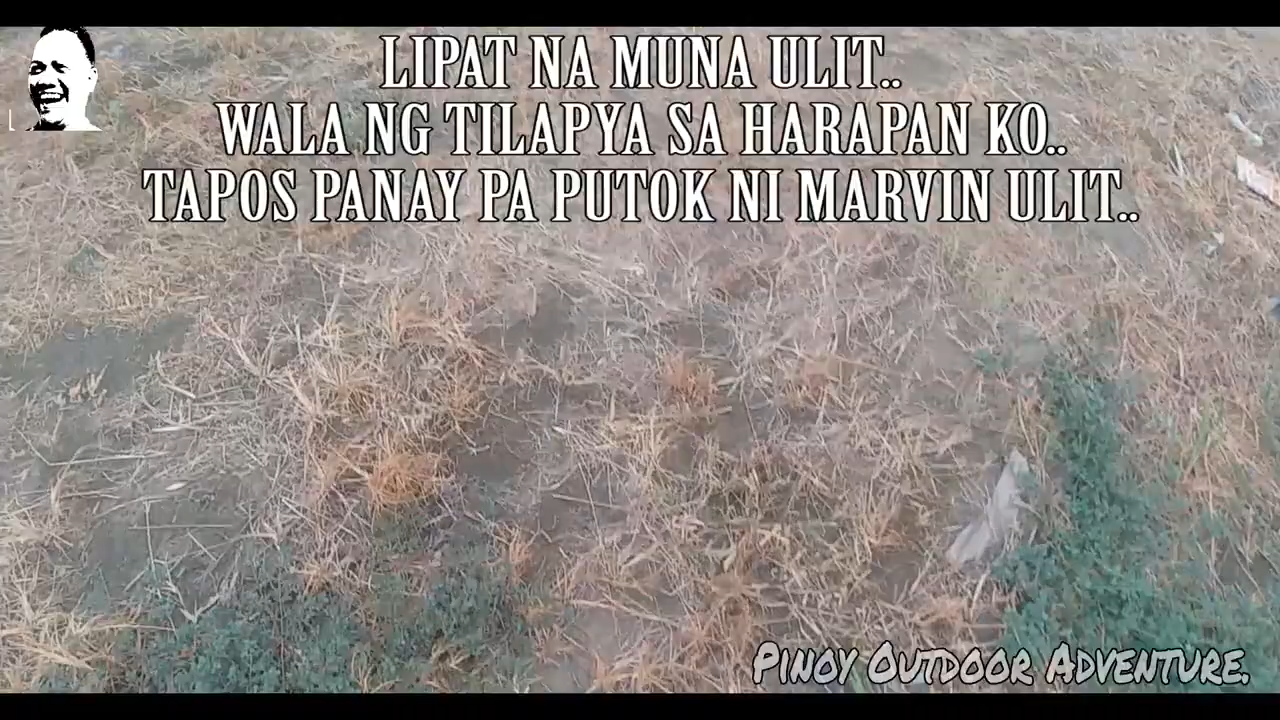 LIPAT NA MUNA ULIT..
WALA NG TILAPYA SA HARAPAN KO..
TAPOS PANAY PA PUTOK NI MARVIN ULIT..
PINOY OUTDOOR ADVENTURE.